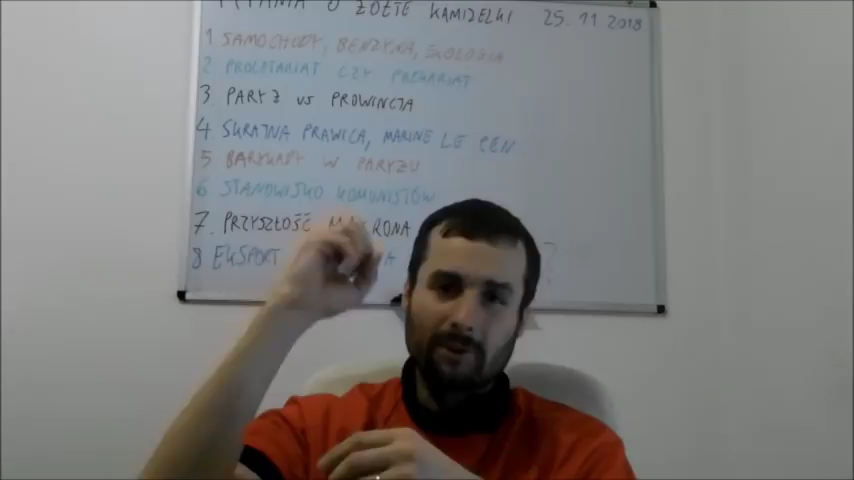 PYTANIA O ŻÓŁTE KAMIZELKI 25.11.2018
1 SAMOCHODY, BENZYNA, EKOLOGIA
2 PROLETARIAT CZY PREKARIAT
3 PARYŻ vs PROWINCJA
4 SKRAJNA PRAWICA, MARINE LE PEN
5 BARYKADY W PARYŻU
6 STANOWISKO KOMUNISTÓW
7. PRZYSZŁOŚĆ MAKRONA
8 EKSPORT